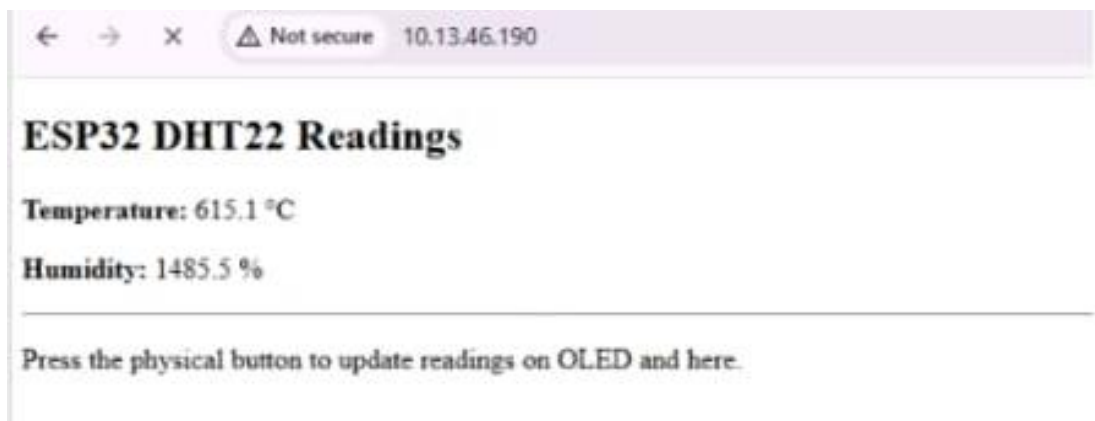 Not secure 10.13.46.190
ESP32 DHT22 Readings
Temperature: 615.1 °C
Humidity: 1485.5 %
Press the physical button to update readings on OLED and here.